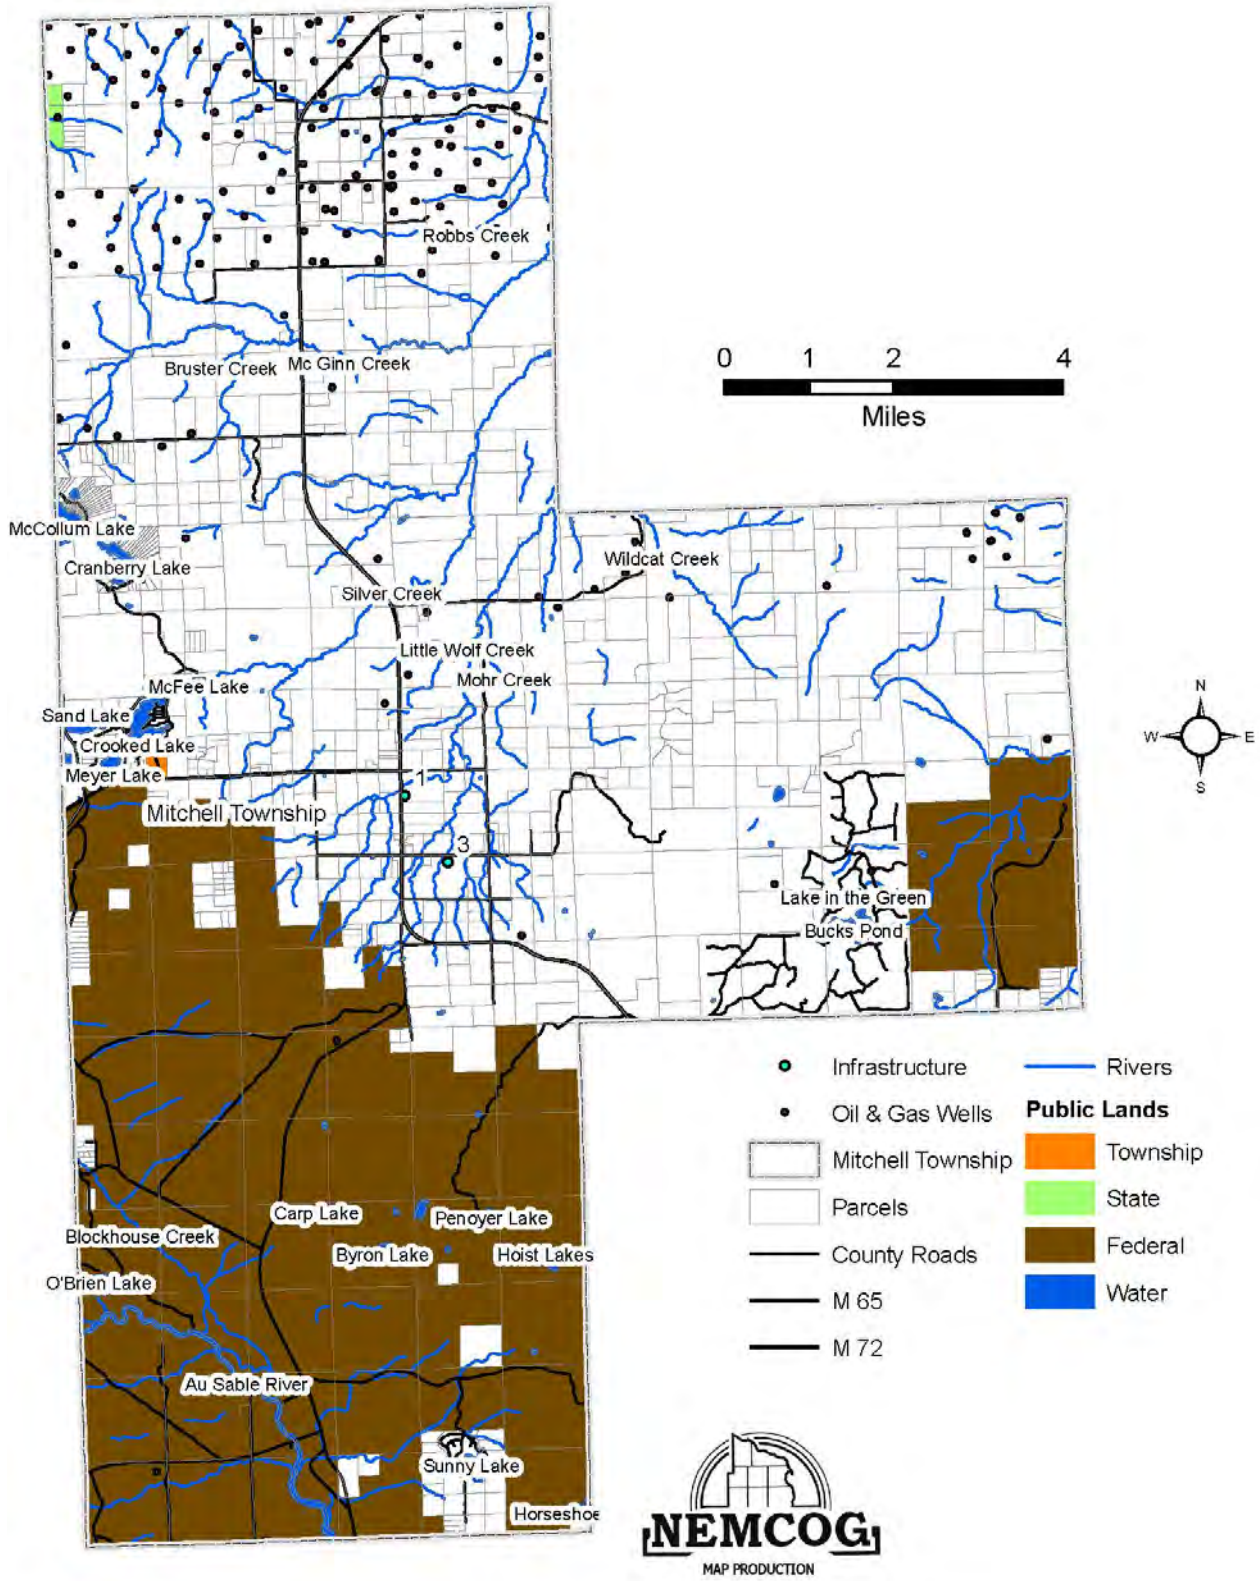 Robbs Creek
Bruster Creek
Mc Ginn Creek
0 1 2 4
Miles
McCollum Lake
Cranberry Lake
Wildcat Creek
Silver Creek
Little Wolf Creek
Mohr Creek
McFee Lake
Sand Lake
Crooked Lake
Meyer Lake
1
Mitchell Township
3
N
W E
S
Lake in the Green
Bucks Pond
Infrastructure
Oil & Gas Wells
Mitchell Township
Parcels
County Roads
M 65
M 72
Rivers
Public Lands
Township
State
Federal
Water
Carp Lake
Penoyer Lake
Blockhouse Creek
Byron Lake
Hoist Lakes
O'Brien Lake
Au Sable River
Sunny Lake
Horseshoe
NEMCOG
MAP PRODUCTION